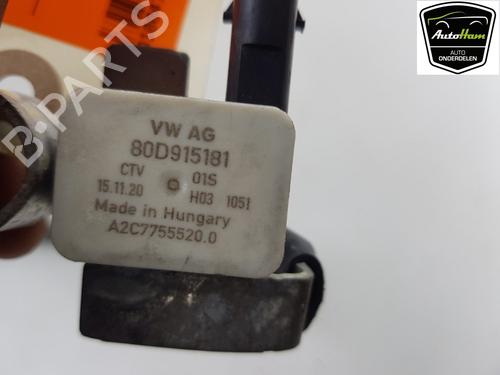 AutoHam
AUTO
ONDERDELEN
B-PARTS
VW AG
80D915181
CTV 01S
15.11.20 H03 1051
Made in Hungary
A2C7755520.0